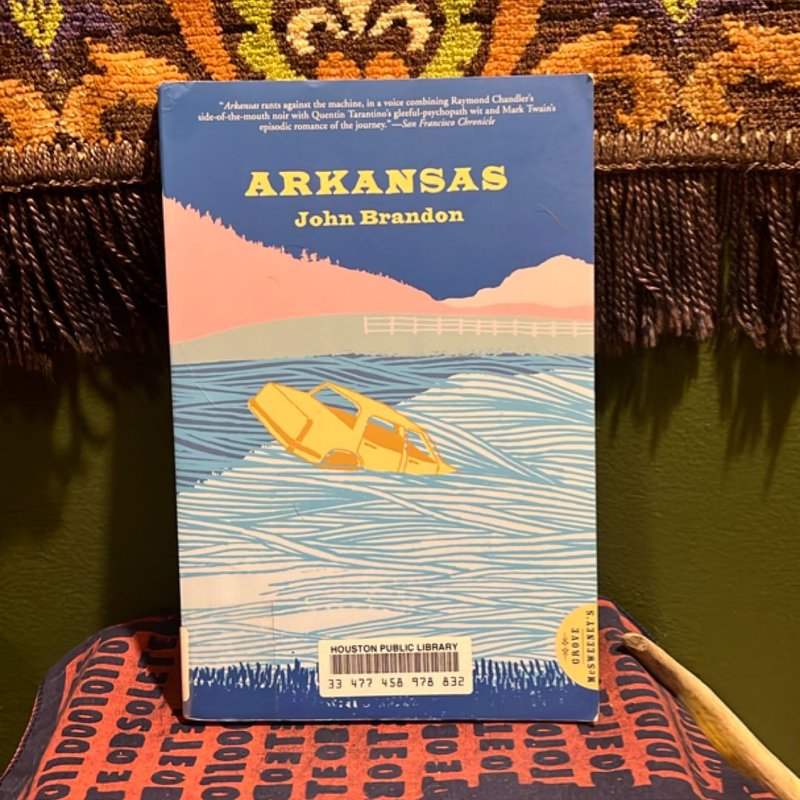 "Arkansas rants against the machine, in a voice combining Raymond Chandler's
side-of-the-mouth noir with Quentin Tarantino's gleeful-psychopath wit and Mark Twain's
episodic romance of the journey." —San Francisco Chronicle
ARKANSAS
John Brandon
GROVE
McSWEENEY'S
HOUSTON PUBLIC LIBRARY
33 477 458 978 832
OBSOLETE